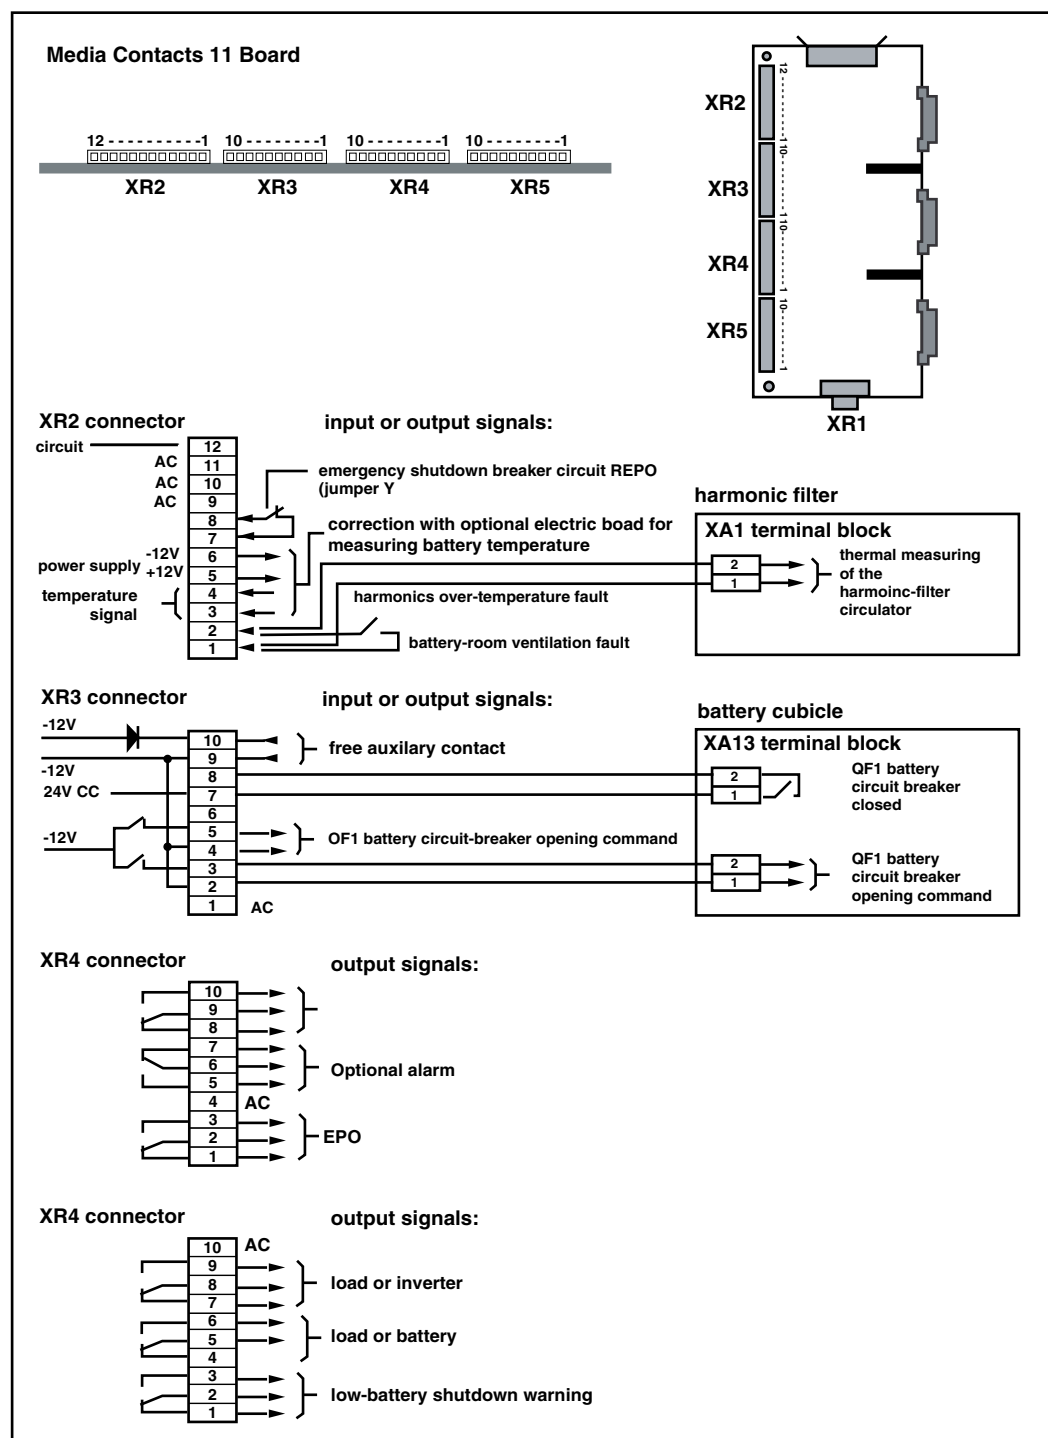 Media Contacts 11 Board
12 - - - - - - - - - -1
10 - - - - - - - -1
10 - - - - - - - -1
10 - - - - - - - -1
XR2
XR3
XR4
XR5
XR2
XR3
XR4
XR5
12 - - - - - - 1
10 - - - - - - 1
10 - - - - - - 1
10 - - - - - - 1
XR1
XR2 connector
input or output signals:
circuit
AC
AC
AC
-12V
power supply
+12V
temperature
signal
12
11
10
9
8
7
6
5
4
3
2
1
emergency shutdown breaker circuit REPO
(jumper Y
correction with optional electric boad for
measuring battery temperature
harmonics over-temperature fault
battery-room ventilation fault
harmonic filter
XA1 terminal block
2
1
thermal measuring
of the
harmoinc-filter
circulator
XR3 connector
input or output signals:
-12V
-12V
24V CC
-12V
10
9
8
7
6
5
4
3
2
1
AC
free auxilary contact
OF1 battery circuit-breaker opening command
battery cubicle
XA13 terminal block
2
1
QF1 battery
circuit breaker
closed
2
1
QF1 battery
circuit breaker
opening command
XR4 connector
output signals:
10
9
8
7
6
5
4
3
2
1
Optional alarm
AC
EPO
XR4 connector
output signals:
10
9
8
7
6
5
4
3
2
1
AC
load or inverter
load or battery
low-battery shutdown warning